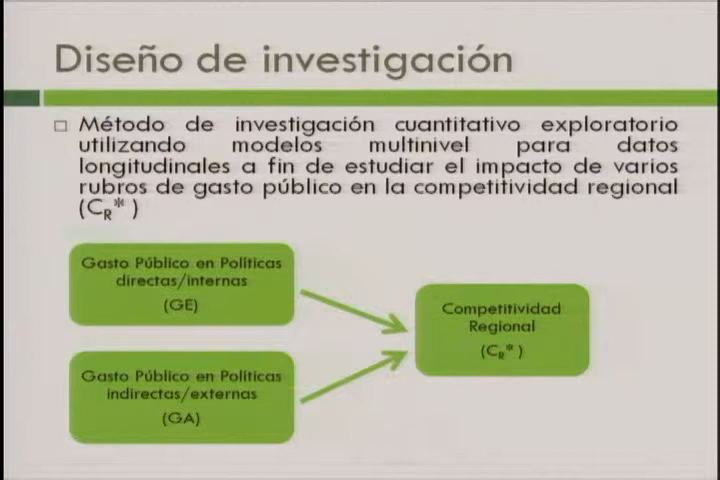 Diseño de investigación
□ Método de investigación cuantitativo exploratorio
utilizando modelos multinivel para datos
longitudinales a fin de estudiar el impacto de varios
rubros de gasto público en la competitividad regional
(C_R* )
Gasto Público en Políticas
directas/internas
(GE)
Gasto Público en Políticas
indirectas/externas
(GA)
Competitividad
Regional
(C_R* )